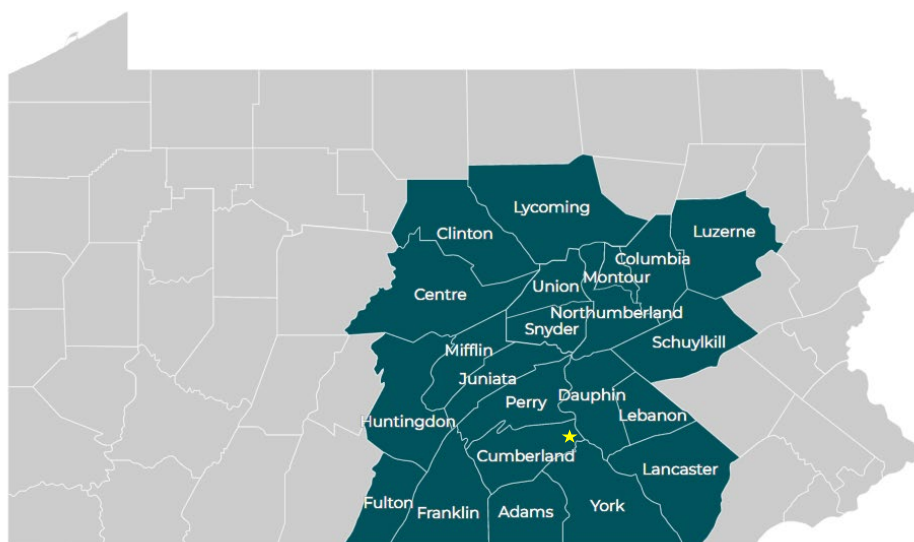 Lycoming
Clinton
Luzerne
Columbia
Montour
Union
Centre
Northumberland
Snyder
Schuylkill
Mifflin
Juniata
Dauphin
Perry
Lebanon
Huntingdon
Cumberland
Lancaster
Fulton
Franklin
Adams
York